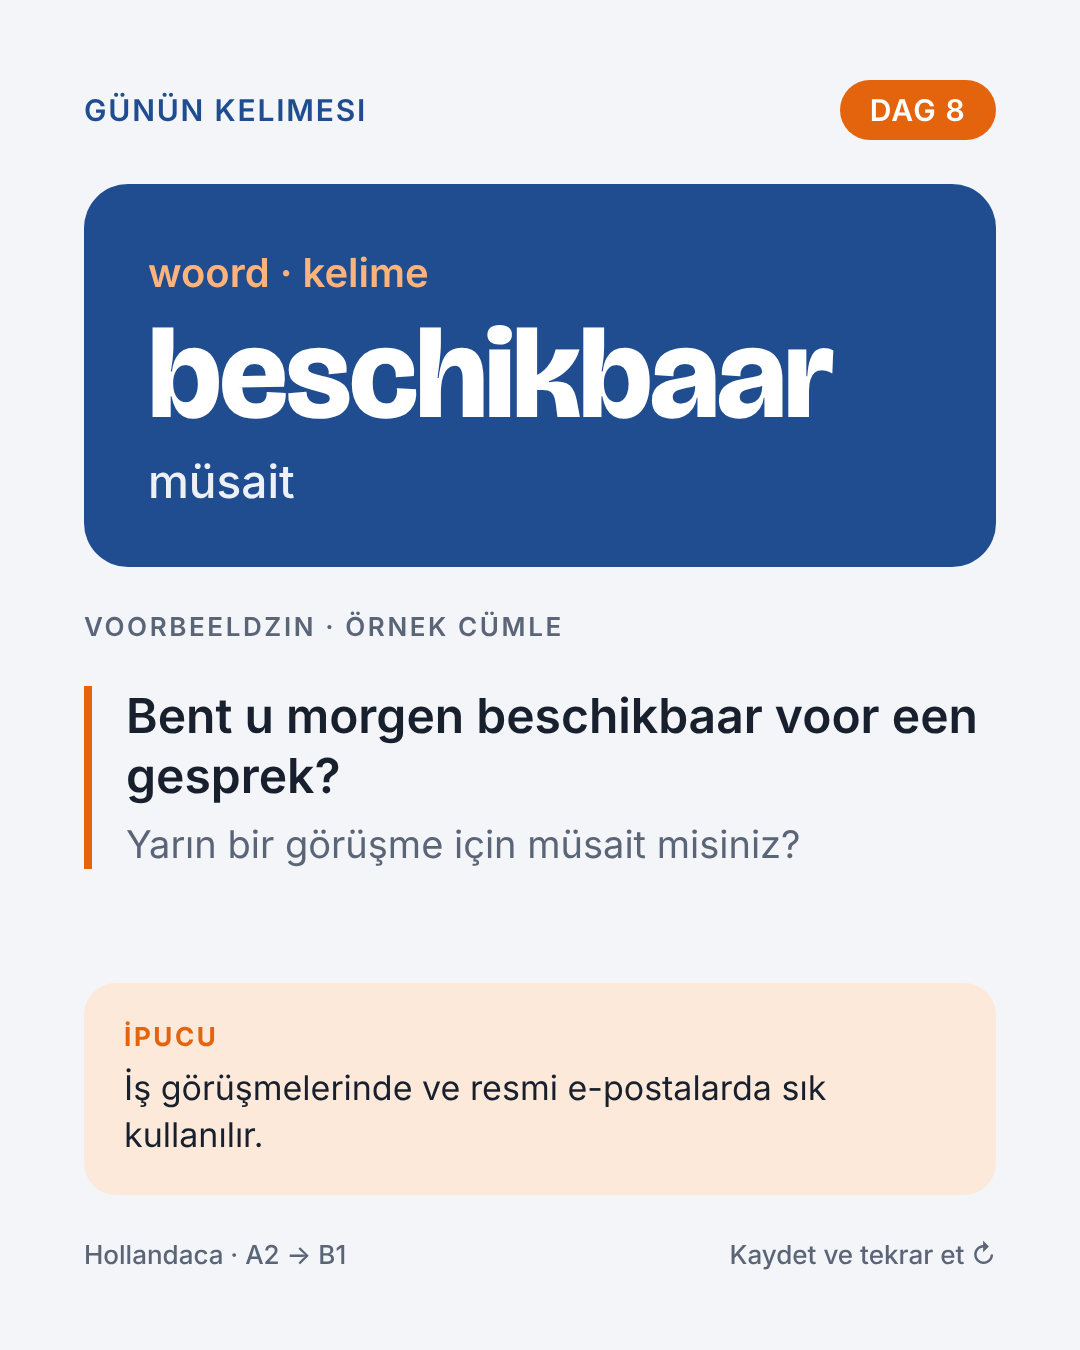 GÜNÜN KELIMESI
DAG 8
woord · kelime
beschikbaar
müsait
VOORBEELDZIN · ÖRNEK CÜMLE
Bent u morgen beschikbaar voor een
gesprek?
Yarın bir görüşme için müsait misiniz?
İPUCU
İş görüşmelerinde ve resmi e-postalarda sık
kullanılır.
Hollandaca · A2 → B1
Kaydet ve tekrar et ↻